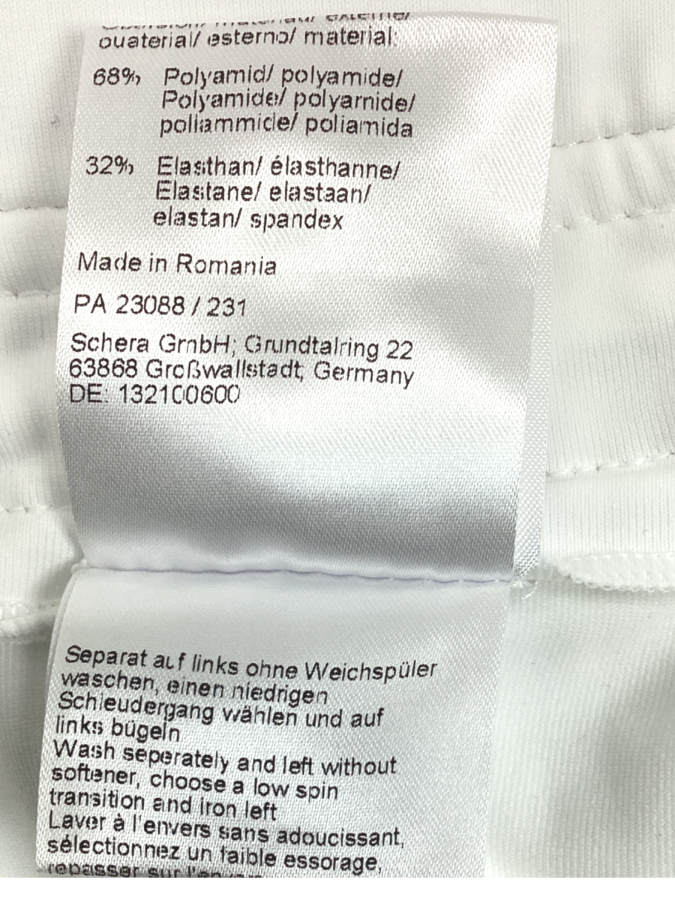 ouaterial/ esterno/ material:
68% Polyamid/ polyamide/
Polyamide/ polyamide/
poliammide/ poliamida
32% Elasthan/ élasthanne/
Elastane/ elastaan/
elastan/ spandex
Made in Romania
PA 23088 / 231
Schera GmbH; Grundtalring 22
63868 Großwallstadt, Germany
DE: 132100600
Separat auf links ohne Weichspüler
waschen, einen niedrigen
Schleudergang wählen und auf
links bügeln
Wash seperately and left without
softener, choose a low spin
transition and iron left
Laver à l'envers sans adoucissant,
sélectionnez un faible essorage,
repasser sur l'envers